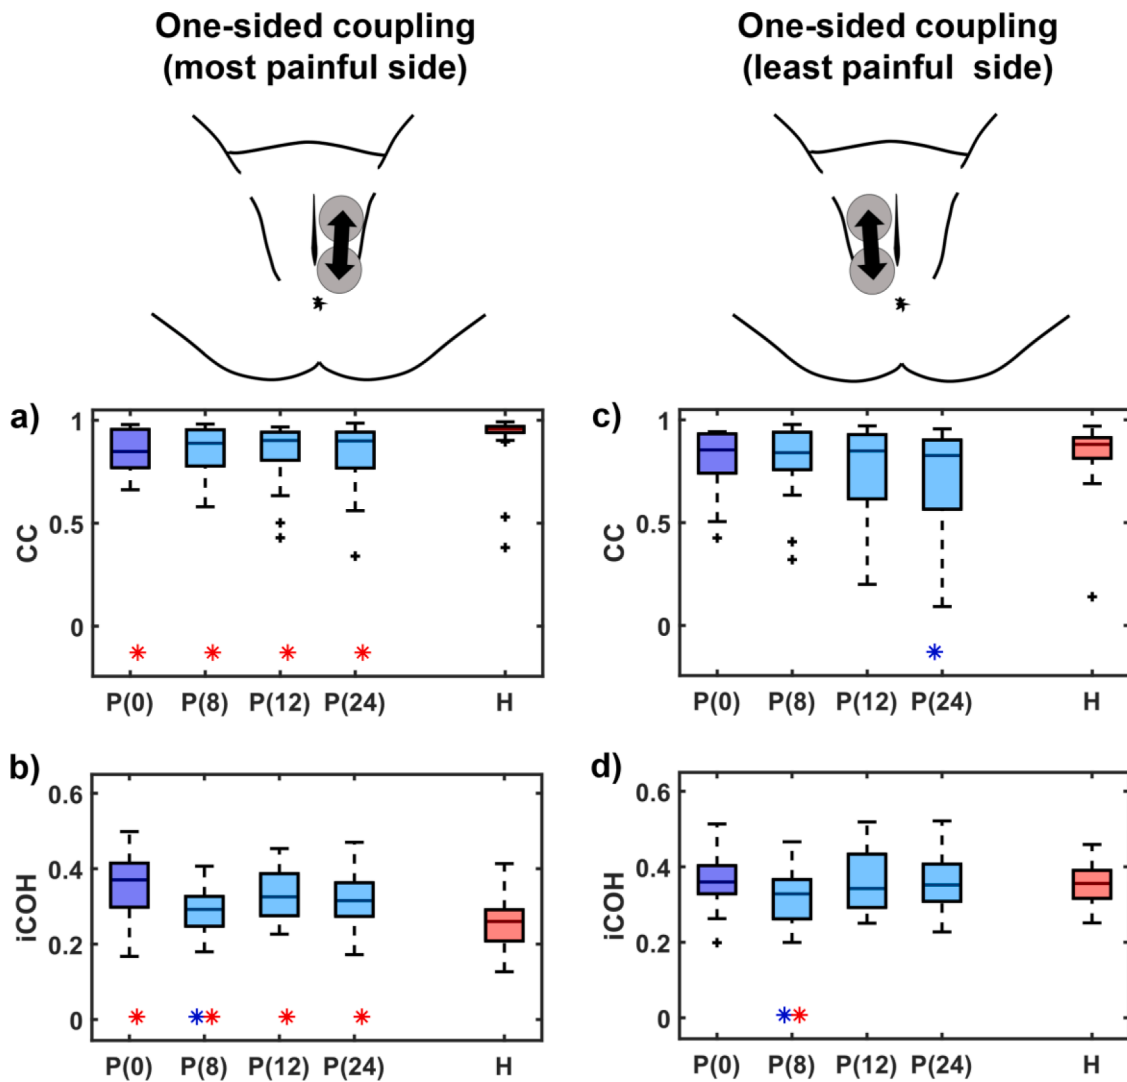 One-sided coupling
(most painful side)
One-sided coupling
(least painful side)
a)
1
0.5
0
CC
P(0) P(8) P(12) P(24) H
c)
1
0.5
0
CC
P(0) P(8) P(12) P(24) H
b)
0.6
0.4
0.2
0
iCOH
P(0) P(8) P(12) P(24) H
d)
0.6
0.4
0.2
0
iCOH
P(0) P(8) P(12) P(24) H